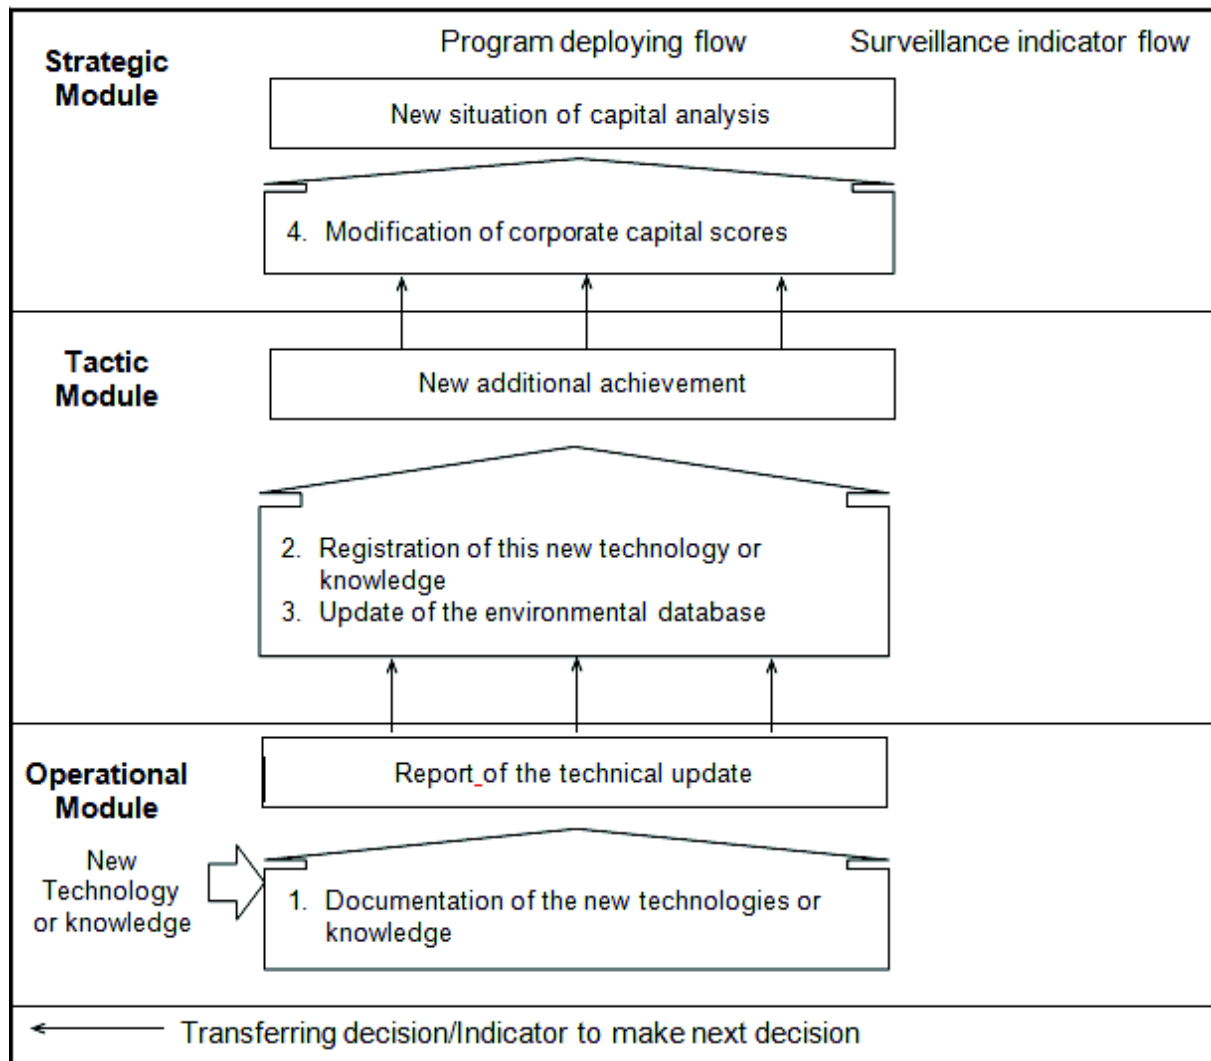 Program deploying flow
Surveillance indicator flow
Strategic
Module
New situation of capital analysis
4. Modification of corporate capital scores
Tactic
Module
New additional achievement
2. Registration of this new technology or
knowledge
3. Update of the environmental database
Operational
Module
Report of the technical update
New
Technology
or knowledge
1. Documentation of the new technologies or
knowledge
Transferring decision/Indicator to make next decision